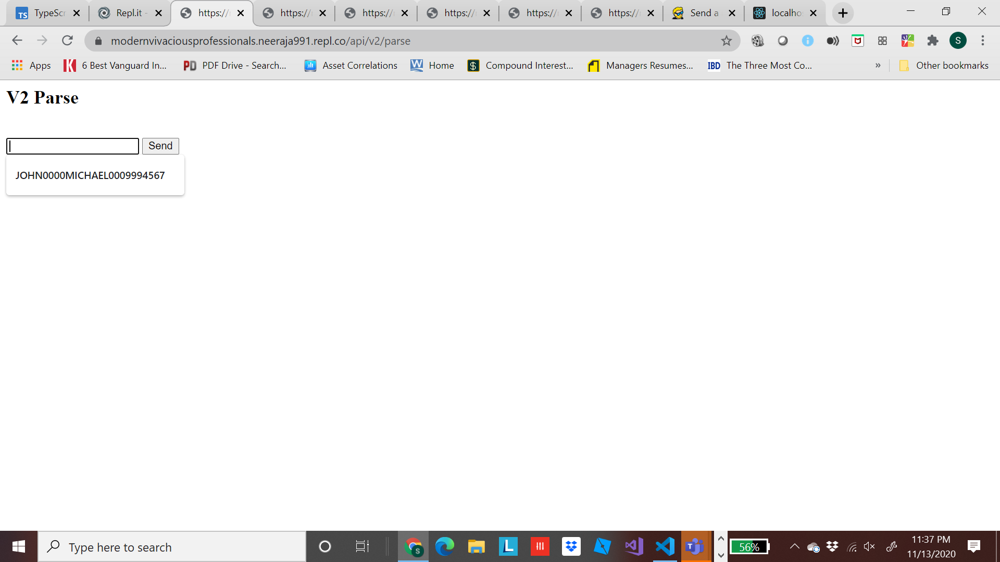 TypeScr
Repl.it -
https://
https://
https://
https://
https://
https://
Send a
localho
modernvivaciousprofessionals.neeraja991.repl.co/api/v2/parse
S
Apps
6 Best Vanguard In...
PD PDF Drive - Search...
Asset Correlations
W Home
$ Compound Interest...
Managers Resumes...
IBD The Three Most Co...
» Other bookmarks
V2 Parse
Send
JOHN0000MICHAEL0009994567
Type here to search
56%
11:37 PM
11/13/2020